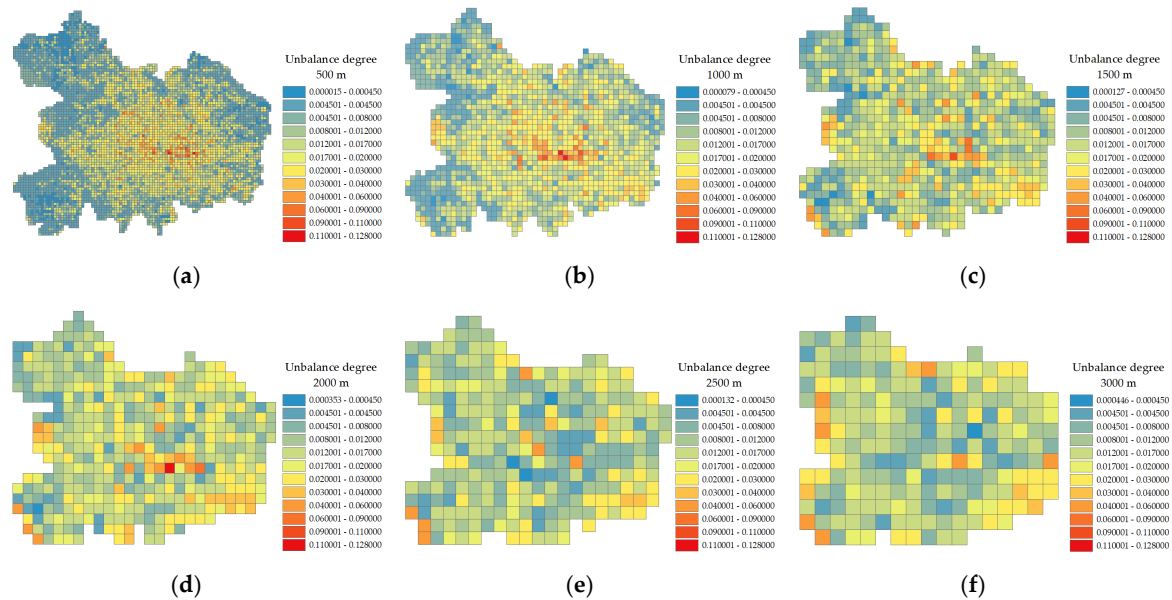 Unbalance degree
500 m
0.000015 - 0.000450
0.004501 - 0.004500
0.004501 - 0.008000
0.008001 - 0.012000
0.012001 - 0.017000
0.017001 - 0.020000
0.020001 - 0.030000
0.030001 - 0.040000
0.040001 - 0.060000
0.060001 - 0.090000
0.090001 - 0.110000
0.110001 - 0.128000
(a)
Unbalance degree
1000 m
0.000079 - 0.000450
0.004501 - 0.004500
0.004501 - 0.008000
0.008001 - 0.012000
0.012001 - 0.017000
0.017001 - 0.020000
0.020001 - 0.030000
0.030001 - 0.040000
0.040001 - 0.060000
0.060001 - 0.090000
0.090001 - 0.110000
0.110001 - 0.128000
(b)
Unbalance degree
1500 m
0.000127 - 0.000450
0.004501 - 0.004500
0.004501 - 0.008000
0.008001 - 0.012000
0.012001 - 0.017000
0.017001 - 0.020000
0.020001 - 0.030000
0.030001 - 0.040000
0.040001 - 0.060000
0.060001 - 0.090000
0.090001 - 0.110000
0.110001 - 0.128000
(c)
Unbalance degree
2000 m
0.000353 - 0.000450
0.004501 - 0.004500
0.004501 - 0.008000
0.008001 - 0.012000
0.012001 - 0.017000
0.017001 - 0.020000
0.020001 - 0.030000
0.030001 - 0.040000
0.040001 - 0.060000
0.060001 - 0.090000
0.090001 - 0.110000
0.110001 - 0.128000
(d)
Unbalance degree
2500 m
0.000132 - 0.000450
0.004501 - 0.004500
0.004501 - 0.008000
0.008001 - 0.012000
0.012001 - 0.017000
0.017001 - 0.020000
0.020001 - 0.030000
0.030001 - 0.040000
0.040001 - 0.060000
0.060001 - 0.090000
0.090001 - 0.110000
0.110001 - 0.128000
(e)
Unbalance degree
3000 m
0.000446 - 0.000450
0.004501 - 0.004500
0.004501 - 0.008000
0.008001 - 0.012000
0.012001 - 0.017000
0.017001 - 0.020000
0.020001 - 0.030000
0.030001 - 0.040000
0.040001 - 0.060000
0.060001 - 0.090000
0.090001 - 0.110000
0.110001 - 0.128000
(f)